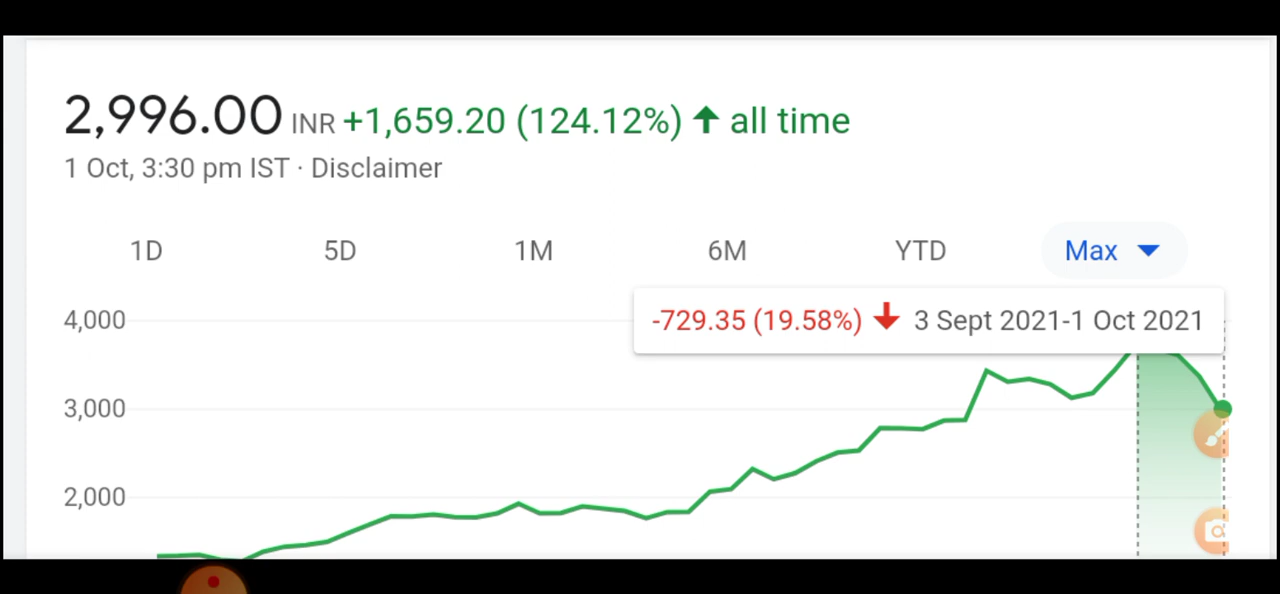 2,996.00 INR +1,659.20 (124.12%) ↑ all time
1 Oct, 3:30 pm IST · Disclaimer
1D 5D 1M 6M YTD Max
4,000
-729.35 (19.58%) ↓ 3 Sept 2021-1 Oct 2021
3,000
2,000